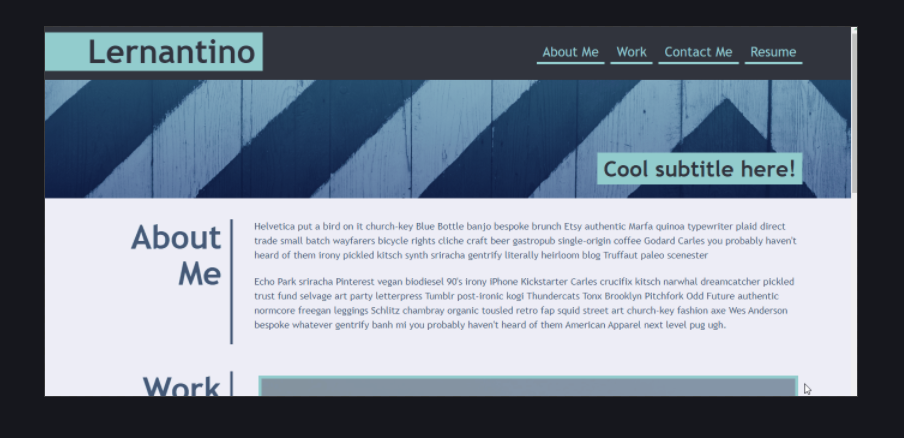 Lernantino
About Me Work Contact Me Resume
Cool subtitle here!
About
Me
Helvetica put a bird on it church-key Blue Bottle banjo bespoke brunch Etsy authentic Marfa quinoa typewriter plaid direct
trade small batch wayfarers bicycle rights cliche craft beer gastropub single-origin coffee Godard Carles you probably haven't
heard of them irony pickled kitsch synth sriracha gentrify literally heirloom blog Truffaut paleo scenester
Echo Park sriracha Pinterest vegan biodiesel 90's irony iPhone Kickstarter Carles crucifix kitsch narwhal dreamcatcher pickled
trust fund selvage art party letterpress Tumblr post-ironic kogi Thundercats Tonx Brooklyn Pitchfork Odd Future authentic
normcore freegan leggings Schlitz chambray organic tousled retro fap squid street art church-key fashion axe Wes Anderson
bespoke whatever gentrify banh mi you probably haven't heard of them American Apparel next level pug ugh.
Work